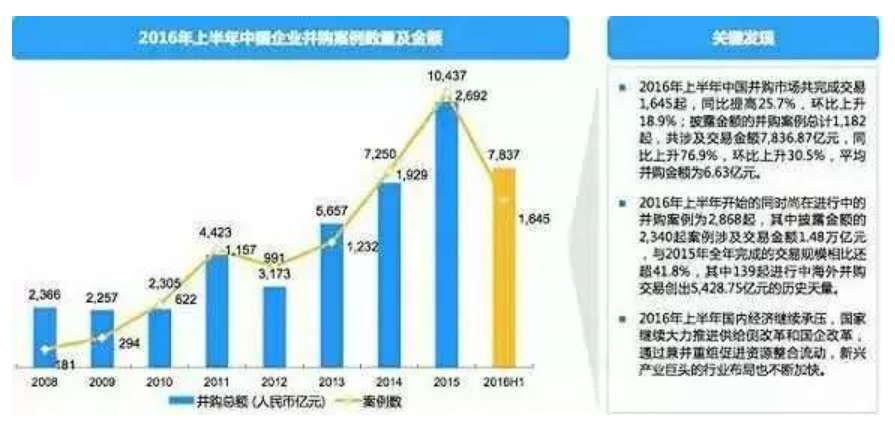 2016年上半年中国企业并购案例数量及金额
10,437
2,692
7,250
7,837
1,929
5,657
4,423
1,645
1,157
991
1,232
3,173
2,366
2,257
2,305
622
294
181
2008 2009 2010 2011 2012 2013 2014 2015 2016H1
并购总额 (人民币亿元) 案例数
关键发现
2016年上半年中国并购市场共完成交易
1,645起，同比提高25.7%，环比上升
18.9%；披露金额的并购案例总计1,182
起，共涉及交易金额7,836.87亿元，同
比上升76.9%，环比上升30.5%，平均
并购金额为6.63亿元。
2016年上半年开始的同时尚在进行中的
并购案例为2,868起，其中披露金额的
2,340起案例涉及交易金额1.48万亿元
，与2015年全年完成的交易规模相比还
超41.8%，其中139起进行中海外并购
交易创出5,428.75亿元的历史天量。
2016年上半年国内经济继续承压，国家
继续大力推进供给侧改革和国企改革，
通过兼并重组促进资源整合流动，新兴
产业巨头的行业布局也不断加快。